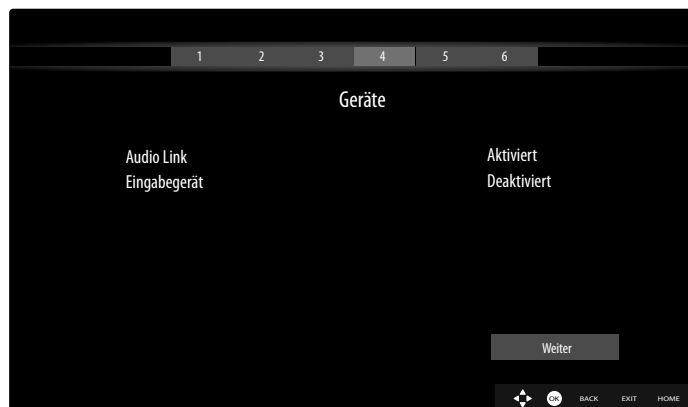 1 2 3 4 5 6
Geräte
Audio Link Aktiviert
Eingabegerät Deaktiviert
Weiter
OK BACK EXIT HOME